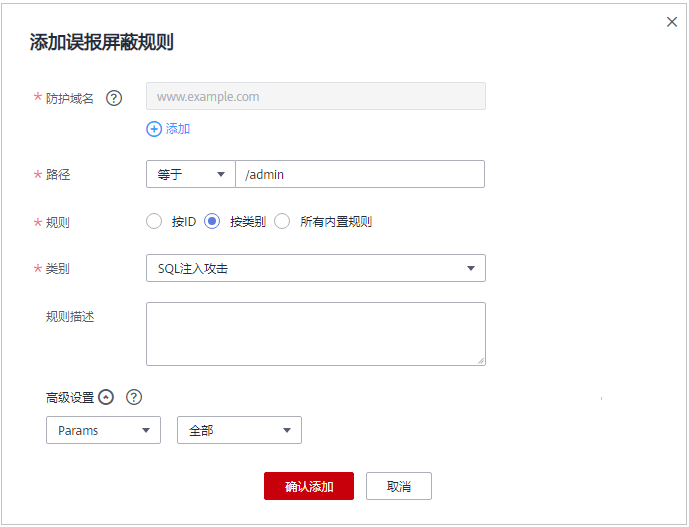 添加误报屏蔽规则
* 防护域名 ? www.example.com
添加
* 路径 等于 /admin
* 规则 按ID 按类别 所有内置规则
* 类别 SQL注入攻击
规则描述
高级设置 ?
Params 全部
确认添加 取消